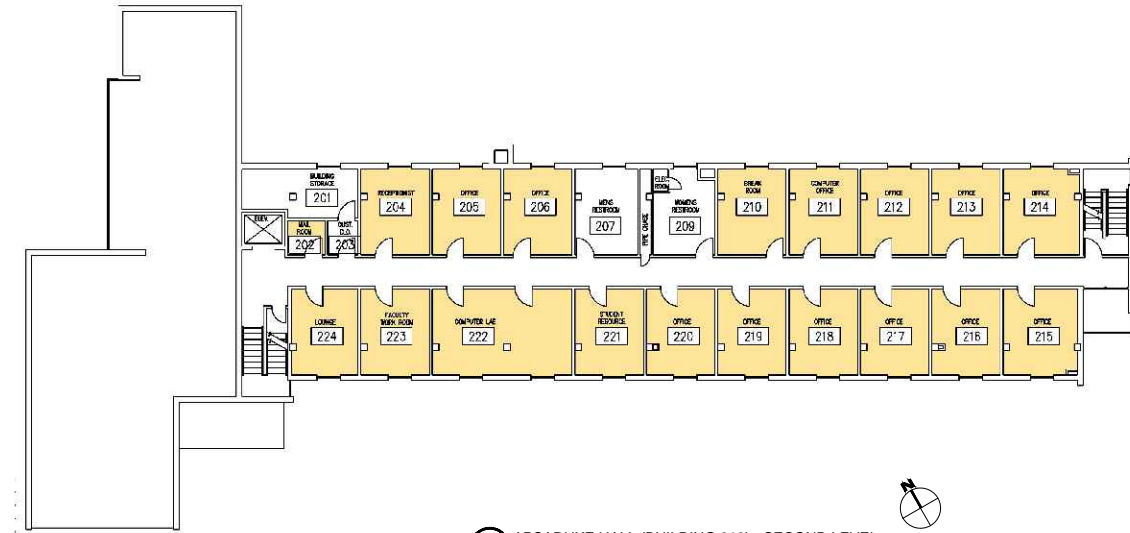 BUILDING
STORAGE
201
ELEV.
MAIL
ROOM
202
CUST.
CLO.
203
RECEPTIONIST
204
OFFICE
205
OFFICE
206
MENS
RESTROOM
207
PIPE CHASE
ELEC
ROOM
WOMENS
RESTROOM
209
BREAK
ROOM
210
COMPUTER
OFFICE
211
OFFICE
212
OFFICE
213
OFFICE
214
LOUNGE
224
FACULTY
WORK ROOM
223
COMPUTER LAB
222
STUDENT
RESOURCE
221
OFFICE
220
OFFICE
219
OFFICE
218
OFFICE
217
OFFICE
216
OFFICE
215
N